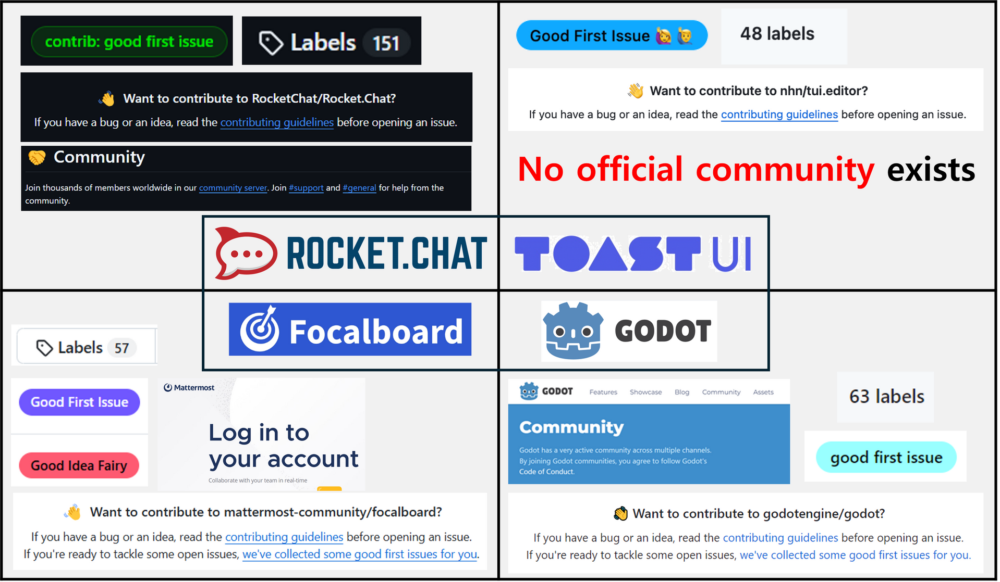 contrib: good first issue
Labels 151
👋 Want to contribute to RocketChat/Rocket.Chat?
If you have a bug or an idea, read the contributing guidelines before opening an issue.
🤝 Community
Join thousands of members worldwide in our community server. Join #support and #general for help from the
community.
ROCKET.CHAT
Good First Issue 🙋‍♀️ 🙋‍♂️
48 labels
👋 Want to contribute to nhn/tui.editor?
If you have a bug or an idea, read the contributing guidelines before opening an issue.
No official community exists
TOAST UI
Focalboard
Labels 57
Good First Issue
Good Idea Fairy
Mattermost
Log in to
your account
Collaborate with your team in real-time
👋 Want to contribute to mattermost-community/focalboard?
If you have a bug or an idea, read the contributing guidelines before opening an issue.
If you're ready to tackle some open issues, we've collected some good first issues for you.
GODOT
GODOT Features Showcase Blog Community Assets
Community
Godot has a very active community across multiple channels.
By joining Godot communities, you agree to follow Godot's
Code of Conduct.
63 labels
good first issue
👋 Want to contribute to godotengine/godot?
If you have a bug or an idea, read the contributing guidelines before opening an issue.
If you're ready to tackle some open issues, we've collected some good first issues for you.